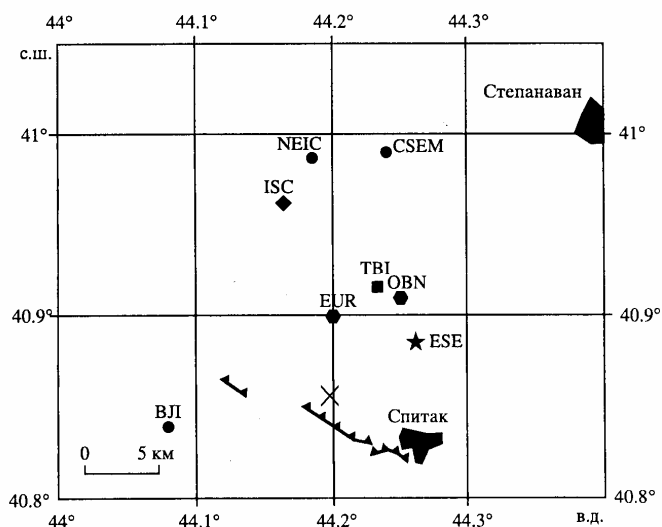 44° 44.1° 44.2° 44.3°
с.ш.
Степанаван
41° 41°
NEIC CSEM
ISC
TBI
OBN
EUR
40.9° 40.9°
ESE
ВЛ Спитак
0 5 км
40.8° 40.8°
44° 44.1° 44.2° 44.3° в.д.